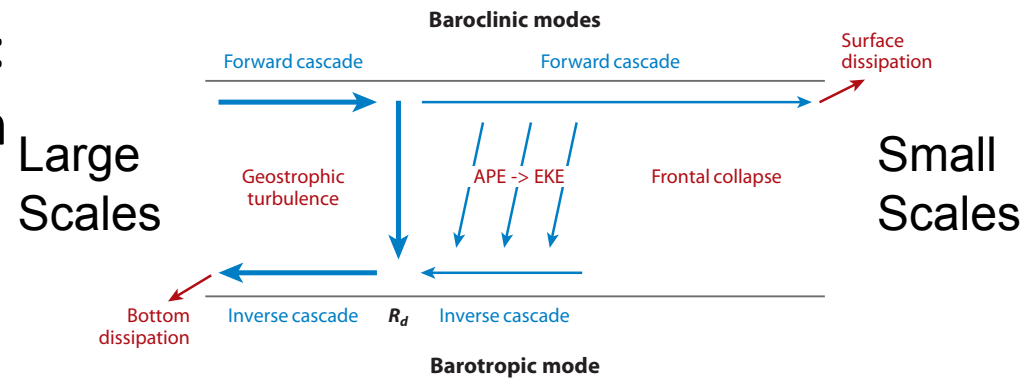 Baroclinic modes
Surface
dissipation
Forward cascade
Forward cascade
Large
Scales
Geostrophic
turbulence
APE -> EKE
Frontal collapse
Small
Scales
Bottom
dissipation
Inverse cascade
R_d
Inverse cascade
Barotropic mode